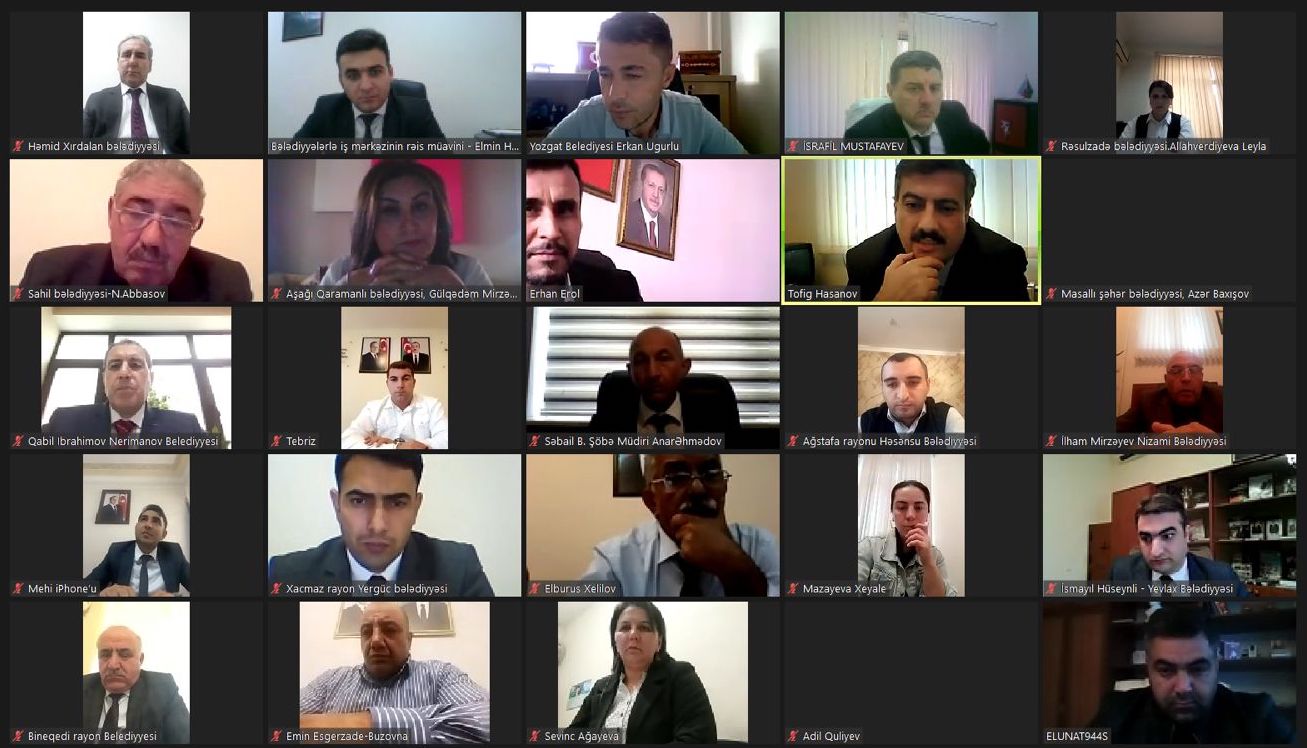 Həmid Xırdalan bələdiyyəsi
Bələdiyyələrlə iş mərkəzinin rəis müavini - Elmin H...
Yozgat Belediyesi Erkan Ugurlu
İSRAFİL MUSTAFAYEV
Rəsulzadə bələdiyyəsi.Allahverdiyeva Leyla
Sahil bələdiyyəsi-N.Abbasov
Aşağı Qaramanlı bələdiyyəsi, Gülqədəm Mirzə...
Erhan Erol
Tofig Hasanov
Masallı şəhər bələdiyyəsi, Azər Baxışov
Qabil Ibrahimov Nerimanov Belediyyesi
Tebriz
Səbail B. Şöbə Müdiri AnarƏhmədov
Ağstafa rayonu Həsənsu Bələdiyyəsi
İlham Mirzəyev Nizami Bələdiyyəsi
Mehi iPhone'u
Xacmaz rayon Yergüc bələdiyyəsi
Elburus Xelilov
Mazayeva Xeyale
İsmayıl Hüseynli - Yevlax Bələdiyyəsi
Bineqedi rayon Belediyyesi
Emin Esgerzade-Buzovna
Sevinc Ağayeva
Adil Quliyev
ELUNAT944S